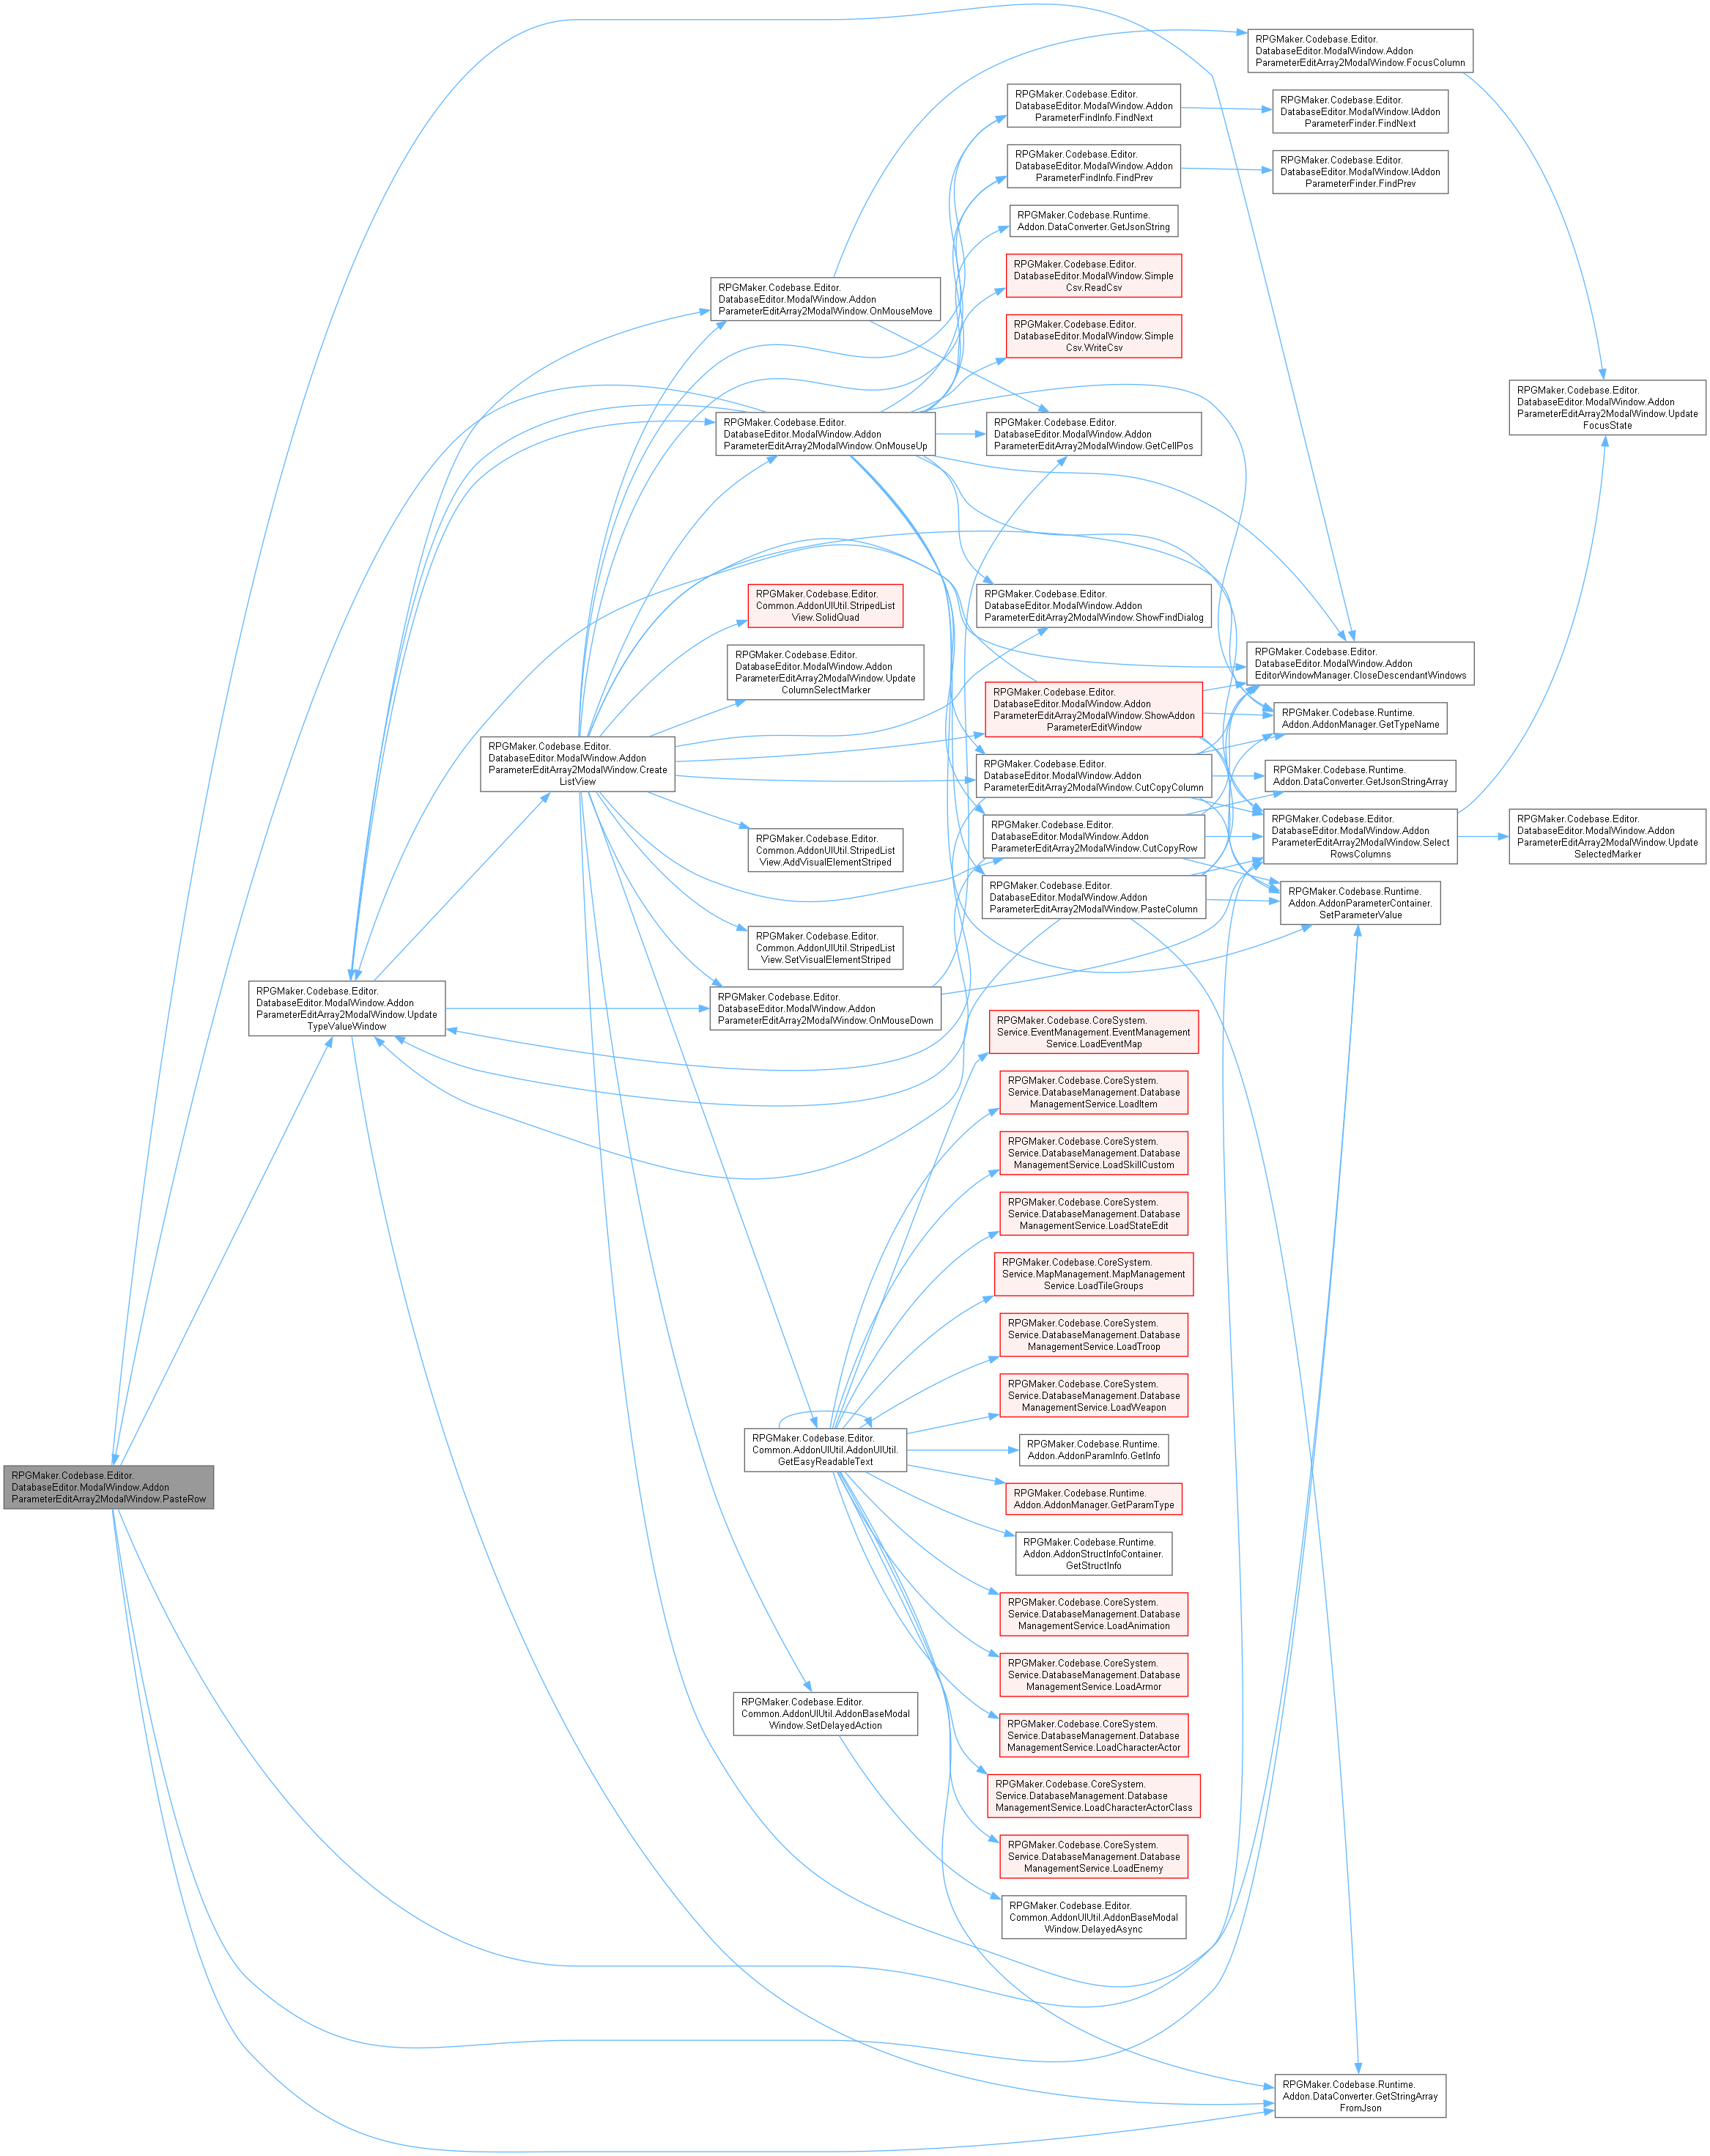 RPGMaker.Codebase.Editor.
DatabaseEditor.ModalWindow.Addon
ParameterEditArray2ModalWindow.FocusColumn
RPGMaker.Codebase.Editor.
DatabaseEditor.ModalWindow.Addon
ParameterFindInfo.FindNext
RPGMaker.Codebase.Editor.
DatabaseEditor.ModalWindow.IAddon
ParameterFinder.FindNext
RPGMaker.Codebase.Editor.
DatabaseEditor.ModalWindow.Addon
ParameterFindInfo.FindPrev
RPGMaker.Codebase.Editor.
DatabaseEditor.ModalWindow.IAddon
ParameterFinder.FindPrev
RPGMaker.Codebase.Runtime.
Addon.DataConverter.GetJsonString
RPGMaker.Codebase.Editor.
DatabaseEditor.ModalWindow.Simple
Csv.ReadCsv
RPGMaker.Codebase.Editor.
DatabaseEditor.ModalWindow.Addon
ParameterEditArray2ModalWindow.OnMouseMove
RPGMaker.Codebase.Editor.
DatabaseEditor.ModalWindow.Simple
Csv.WriteCsv
RPGMaker.Codebase.Editor.
DatabaseEditor.ModalWindow.Addon
ParameterEditArray2ModalWindow.Update
FocusState
RPGMaker.Codebase.Editor.
DatabaseEditor.ModalWindow.Addon
ParameterEditArray2ModalWindow.OnMouseUp
RPGMaker.Codebase.Editor.
DatabaseEditor.ModalWindow.Addon
ParameterEditArray2ModalWindow.GetCellPos
RPGMaker.Codebase.Editor.
Common.AddonUIUtil.StripedList
View.SolidQuad
RPGMaker.Codebase.Editor.
DatabaseEditor.ModalWindow.Addon
ParameterEditArray2ModalWindow.ShowFindDialog
RPGMaker.Codebase.Editor.
DatabaseEditor.ModalWindow.Addon
ParameterEditArray2ModalWindow.Update
ColumnSelectMarker
RPGMaker.Codebase.Editor.
DatabaseEditor.ModalWindow.Addon
EditorWindowManager.CloseDescendantWindows
RPGMaker.Codebase.Editor.
DatabaseEditor.ModalWindow.Addon
ParameterEditArray2ModalWindow.ShowAddon
ParameterEditWindow
RPGMaker.Codebase.Runtime.
Addon.AddonManager.GetTypeName
RPGMaker.Codebase.Editor.
DatabaseEditor.ModalWindow.Addon
ParameterEditArray2ModalWindow.Create
ListView
RPGMaker.Codebase.Editor.
DatabaseEditor.ModalWindow.Addon
ParameterEditArray2ModalWindow.CutCopyColumn
RPGMaker.Codebase.Runtime.
Addon.DataConverter.GetJsonStringArray
RPGMaker.Codebase.Editor.
Common.AddonUIUtil.StripedList
View.AddVisualElementStriped
RPGMaker.Codebase.Editor.
DatabaseEditor.ModalWindow.Addon
ParameterEditArray2ModalWindow.CutCopyRow
RPGMaker.Codebase.Editor.
DatabaseEditor.ModalWindow.Addon
ParameterEditArray2ModalWindow.Select
RowsColumns
RPGMaker.Codebase.Editor.
DatabaseEditor.ModalWindow.Addon
ParameterEditArray2ModalWindow.Update
SelectedMarker
RPGMaker.Codebase.Editor.
DatabaseEditor.ModalWindow.Addon
ParameterEditArray2ModalWindow.PasteColumn
RPGMaker.Codebase.Runtime.
Addon.AddonParameterContainer.
SetParameterValue
RPGMaker.Codebase.Editor.
Common.AddonUIUtil.StripedList
View.SetVisualElementStriped
RPGMaker.Codebase.Editor.
DatabaseEditor.ModalWindow.Addon
ParameterEditArray2ModalWindow.Update
TypeValueWindow
RPGMaker.Codebase.Editor.
DatabaseEditor.ModalWindow.Addon
ParameterEditArray2ModalWindow.OnMouseDown
RPGMaker.Codebase.CoreSystem.
Service.EventManagement.EventManagement
Service.LoadEventMap
RPGMaker.Codebase.CoreSystem.
Service.DatabaseManagement.Database
ManagementService.LoadItem
RPGMaker.Codebase.CoreSystem.
Service.DatabaseManagement.Database
ManagementService.LoadSkillCustom
RPGMaker.Codebase.CoreSystem.
Service.DatabaseManagement.Database
ManagementService.LoadStateEdit
RPGMaker.Codebase.CoreSystem.
Service.MapManagement.MapManagement
Service.LoadTileGroups
RPGMaker.Codebase.CoreSystem.
Service.DatabaseManagement.Database
ManagementService.LoadTroop
RPGMaker.Codebase.CoreSystem.
Service.DatabaseManagement.Database
ManagementService.LoadWeapon
RPGMaker.Codebase.Editor.
Common.AddonUIUtil.AddonUIUtil.
GetEasyReadableText
RPGMaker.Codebase.Runtime.
Addon.AddonParamInfo.GetInfo
RPGMaker.Codebase.Editor.
DatabaseEditor.ModalWindow.Addon
ParameterEditArray2ModalWindow.PasteRow
RPGMaker.Codebase.Runtime.
Addon.AddonManager.GetParamType
RPGMaker.Codebase.Runtime.
Addon.AddonStructInfoContainer.
GetStructInfo
RPGMaker.Codebase.CoreSystem.
Service.DatabaseManagement.Database
ManagementService.LoadAnimation
RPGMaker.Codebase.CoreSystem.
Service.DatabaseManagement.Database
ManagementService.LoadArmor
RPGMaker.Codebase.Editor.
Common.AddonUIUtil.AddonBaseModal
Window.SetDelayedAction
RPGMaker.Codebase.CoreSystem.
Service.DatabaseManagement.Database
ManagementService.LoadCharacterActor
RPGMaker.Codebase.CoreSystem.
Service.DatabaseManagement.Database
ManagementService.LoadCharacterActorClass
RPGMaker.Codebase.CoreSystem.
Service.DatabaseManagement.Database
ManagementService.LoadEnemy
RPGMaker.Codebase.Editor.
Common.AddonUIUtil.AddonBaseModal
Window.DelayedAsync
RPGMaker.Codebase.Runtime.
Addon.DataConverter.GetStringArray
FromJson